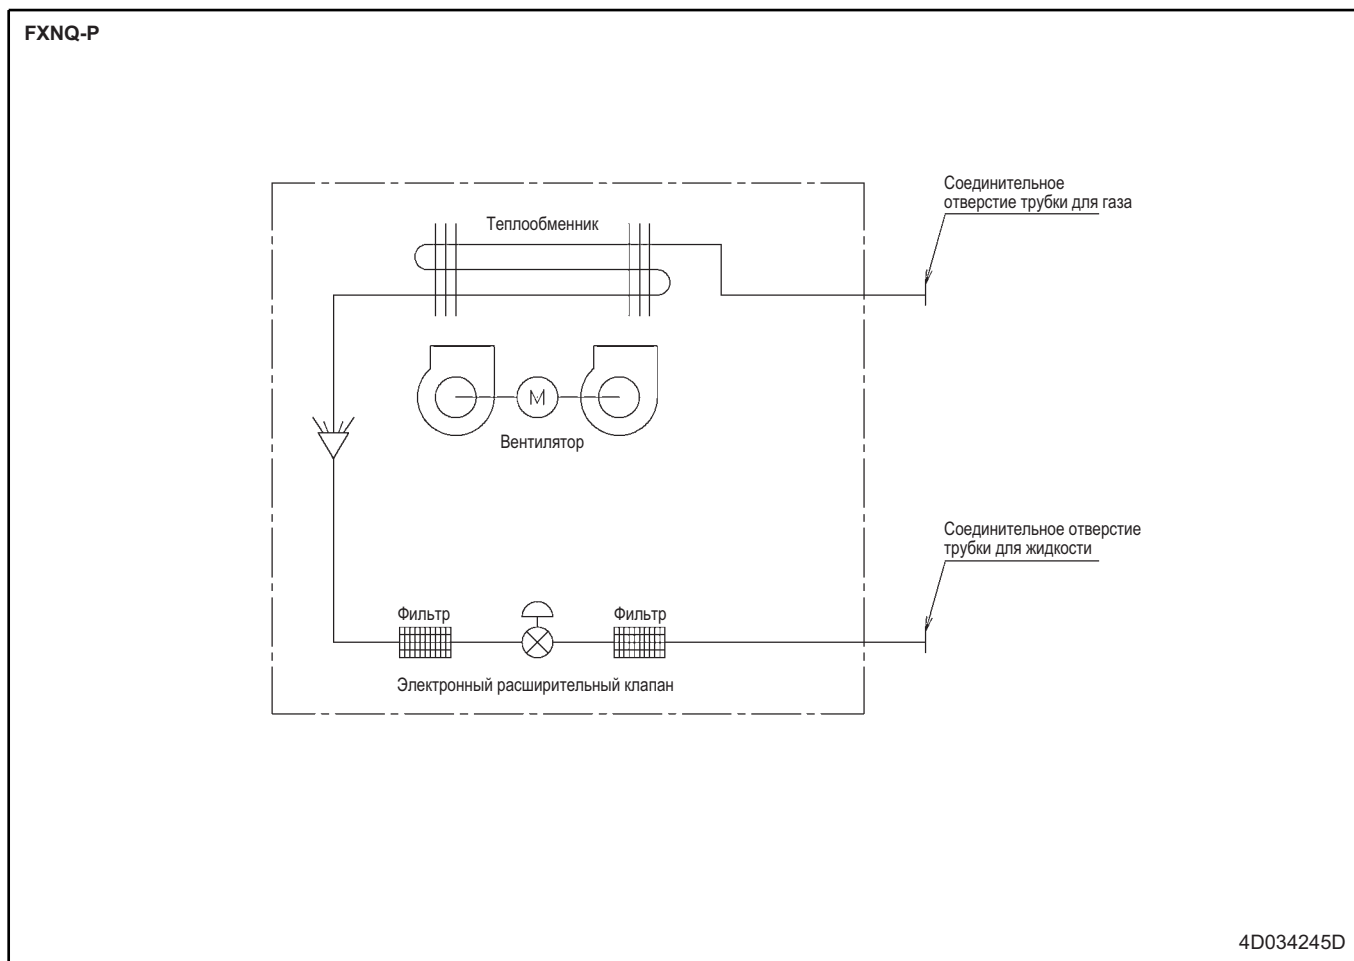 FXNQ-P
Соединительное
отверстие трубки для газа
Теплообменник
M
Вентилятор
Соединительное отверстие
трубки для жидкости
Фильтр
Фильтр
Электронный расширительный клапан
4D034245D